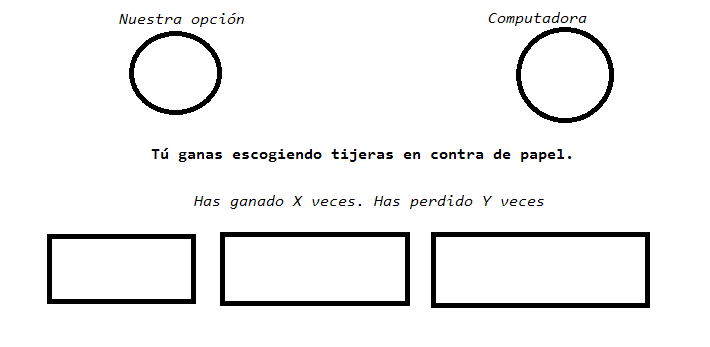 Nuestra opción
Computadora
Tú ganas escogiendo tijeras en contra de papel.
Has ganado X veces. Has perdido Y veces